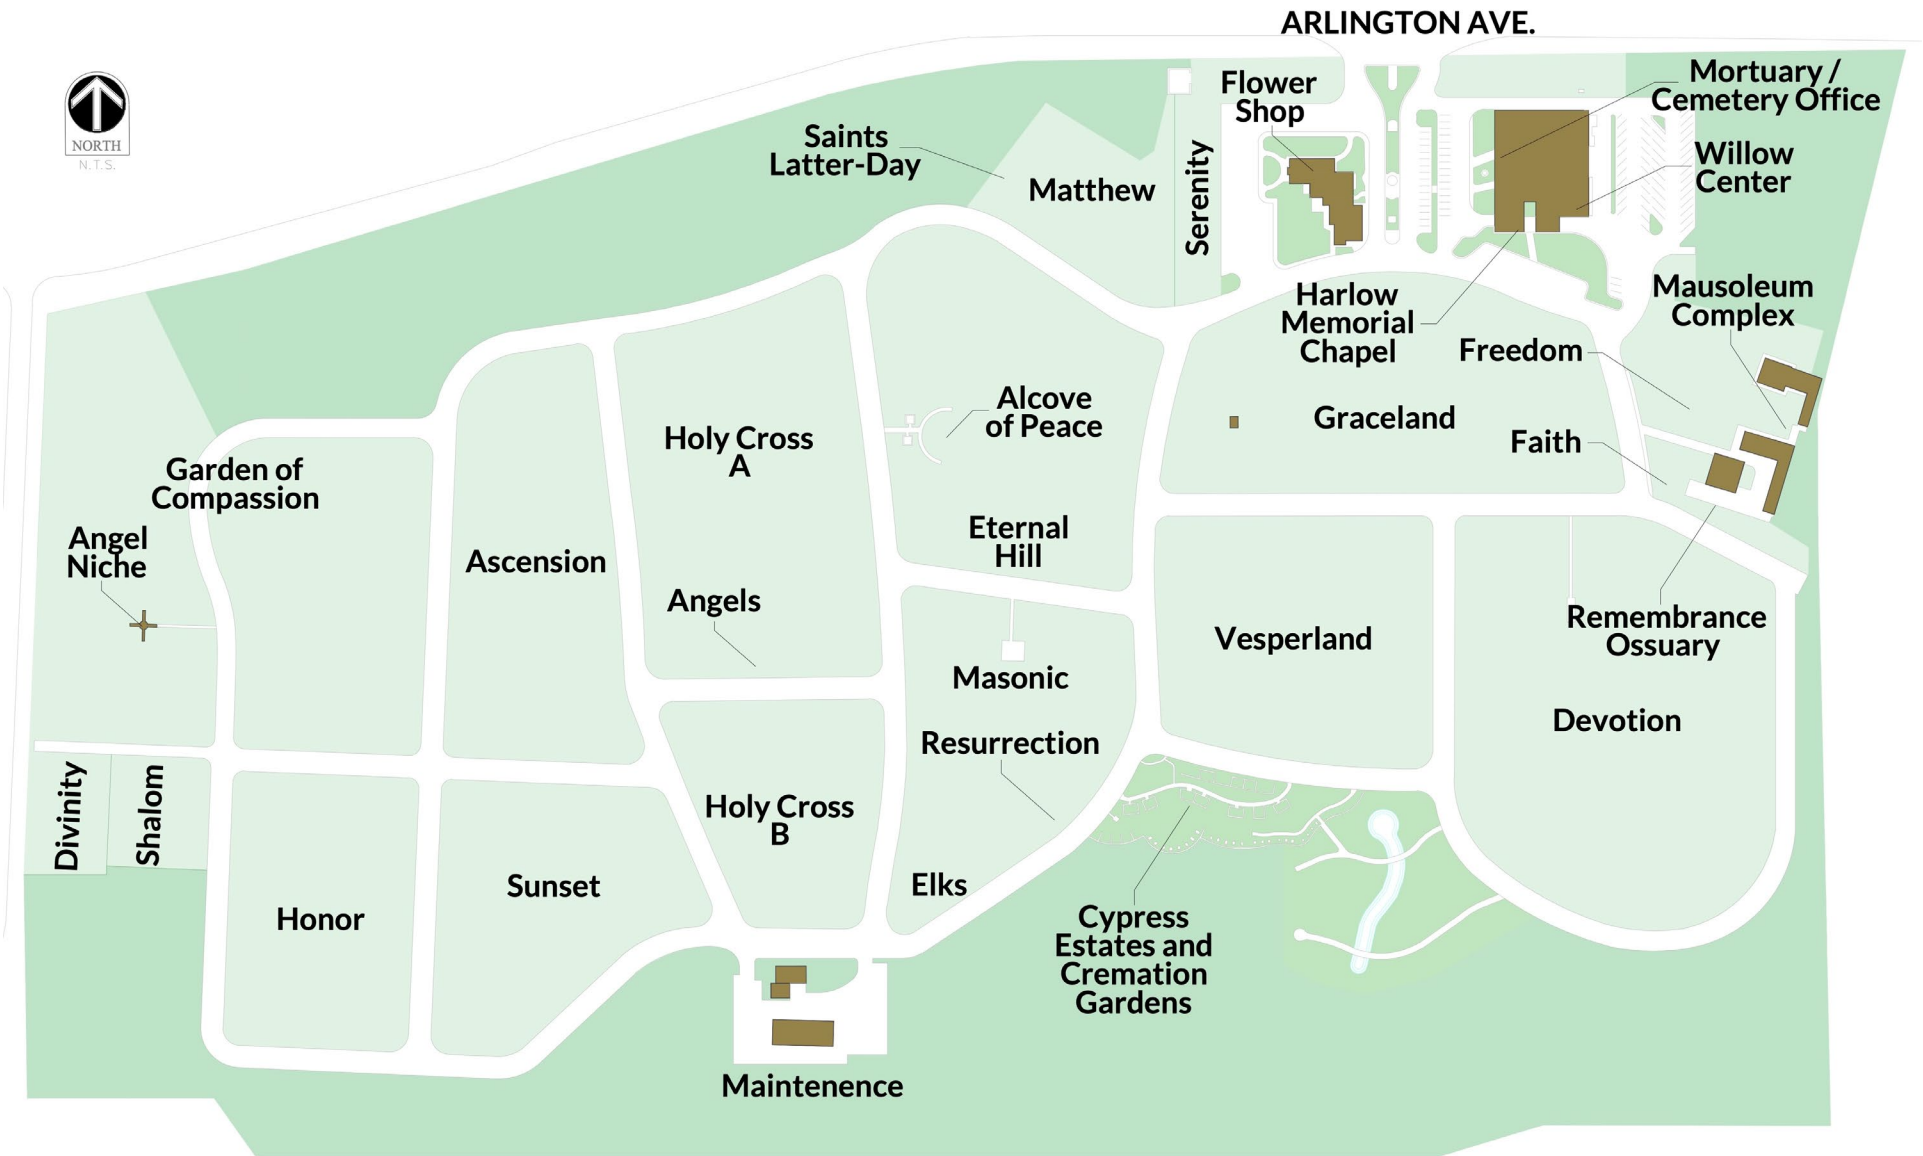 ARLINGTON AVE.
NORTH
N.T.S.
Flower
Shop
Mortuary /
Cemetery Office
Saints
Latter-Day
Matthew
Serenity
Willow
Center
Harlow
Memorial
Chapel
Mausoleum
Complex
Freedom
Alcove
of Peace
Graceland
Faith
Holy Cross
A
Garden of
Compassion
Angel
Niche
Ascension
Eternal
Hill
Angels
Vesperland
Remembrance
Ossuary
Masonic
Devotion
Resurrection
Divinity
Shalom
Holy Cross
B
Sunset
Elks
Honor
Cypress
Estates and
Cremation
Gardens
Maintenence